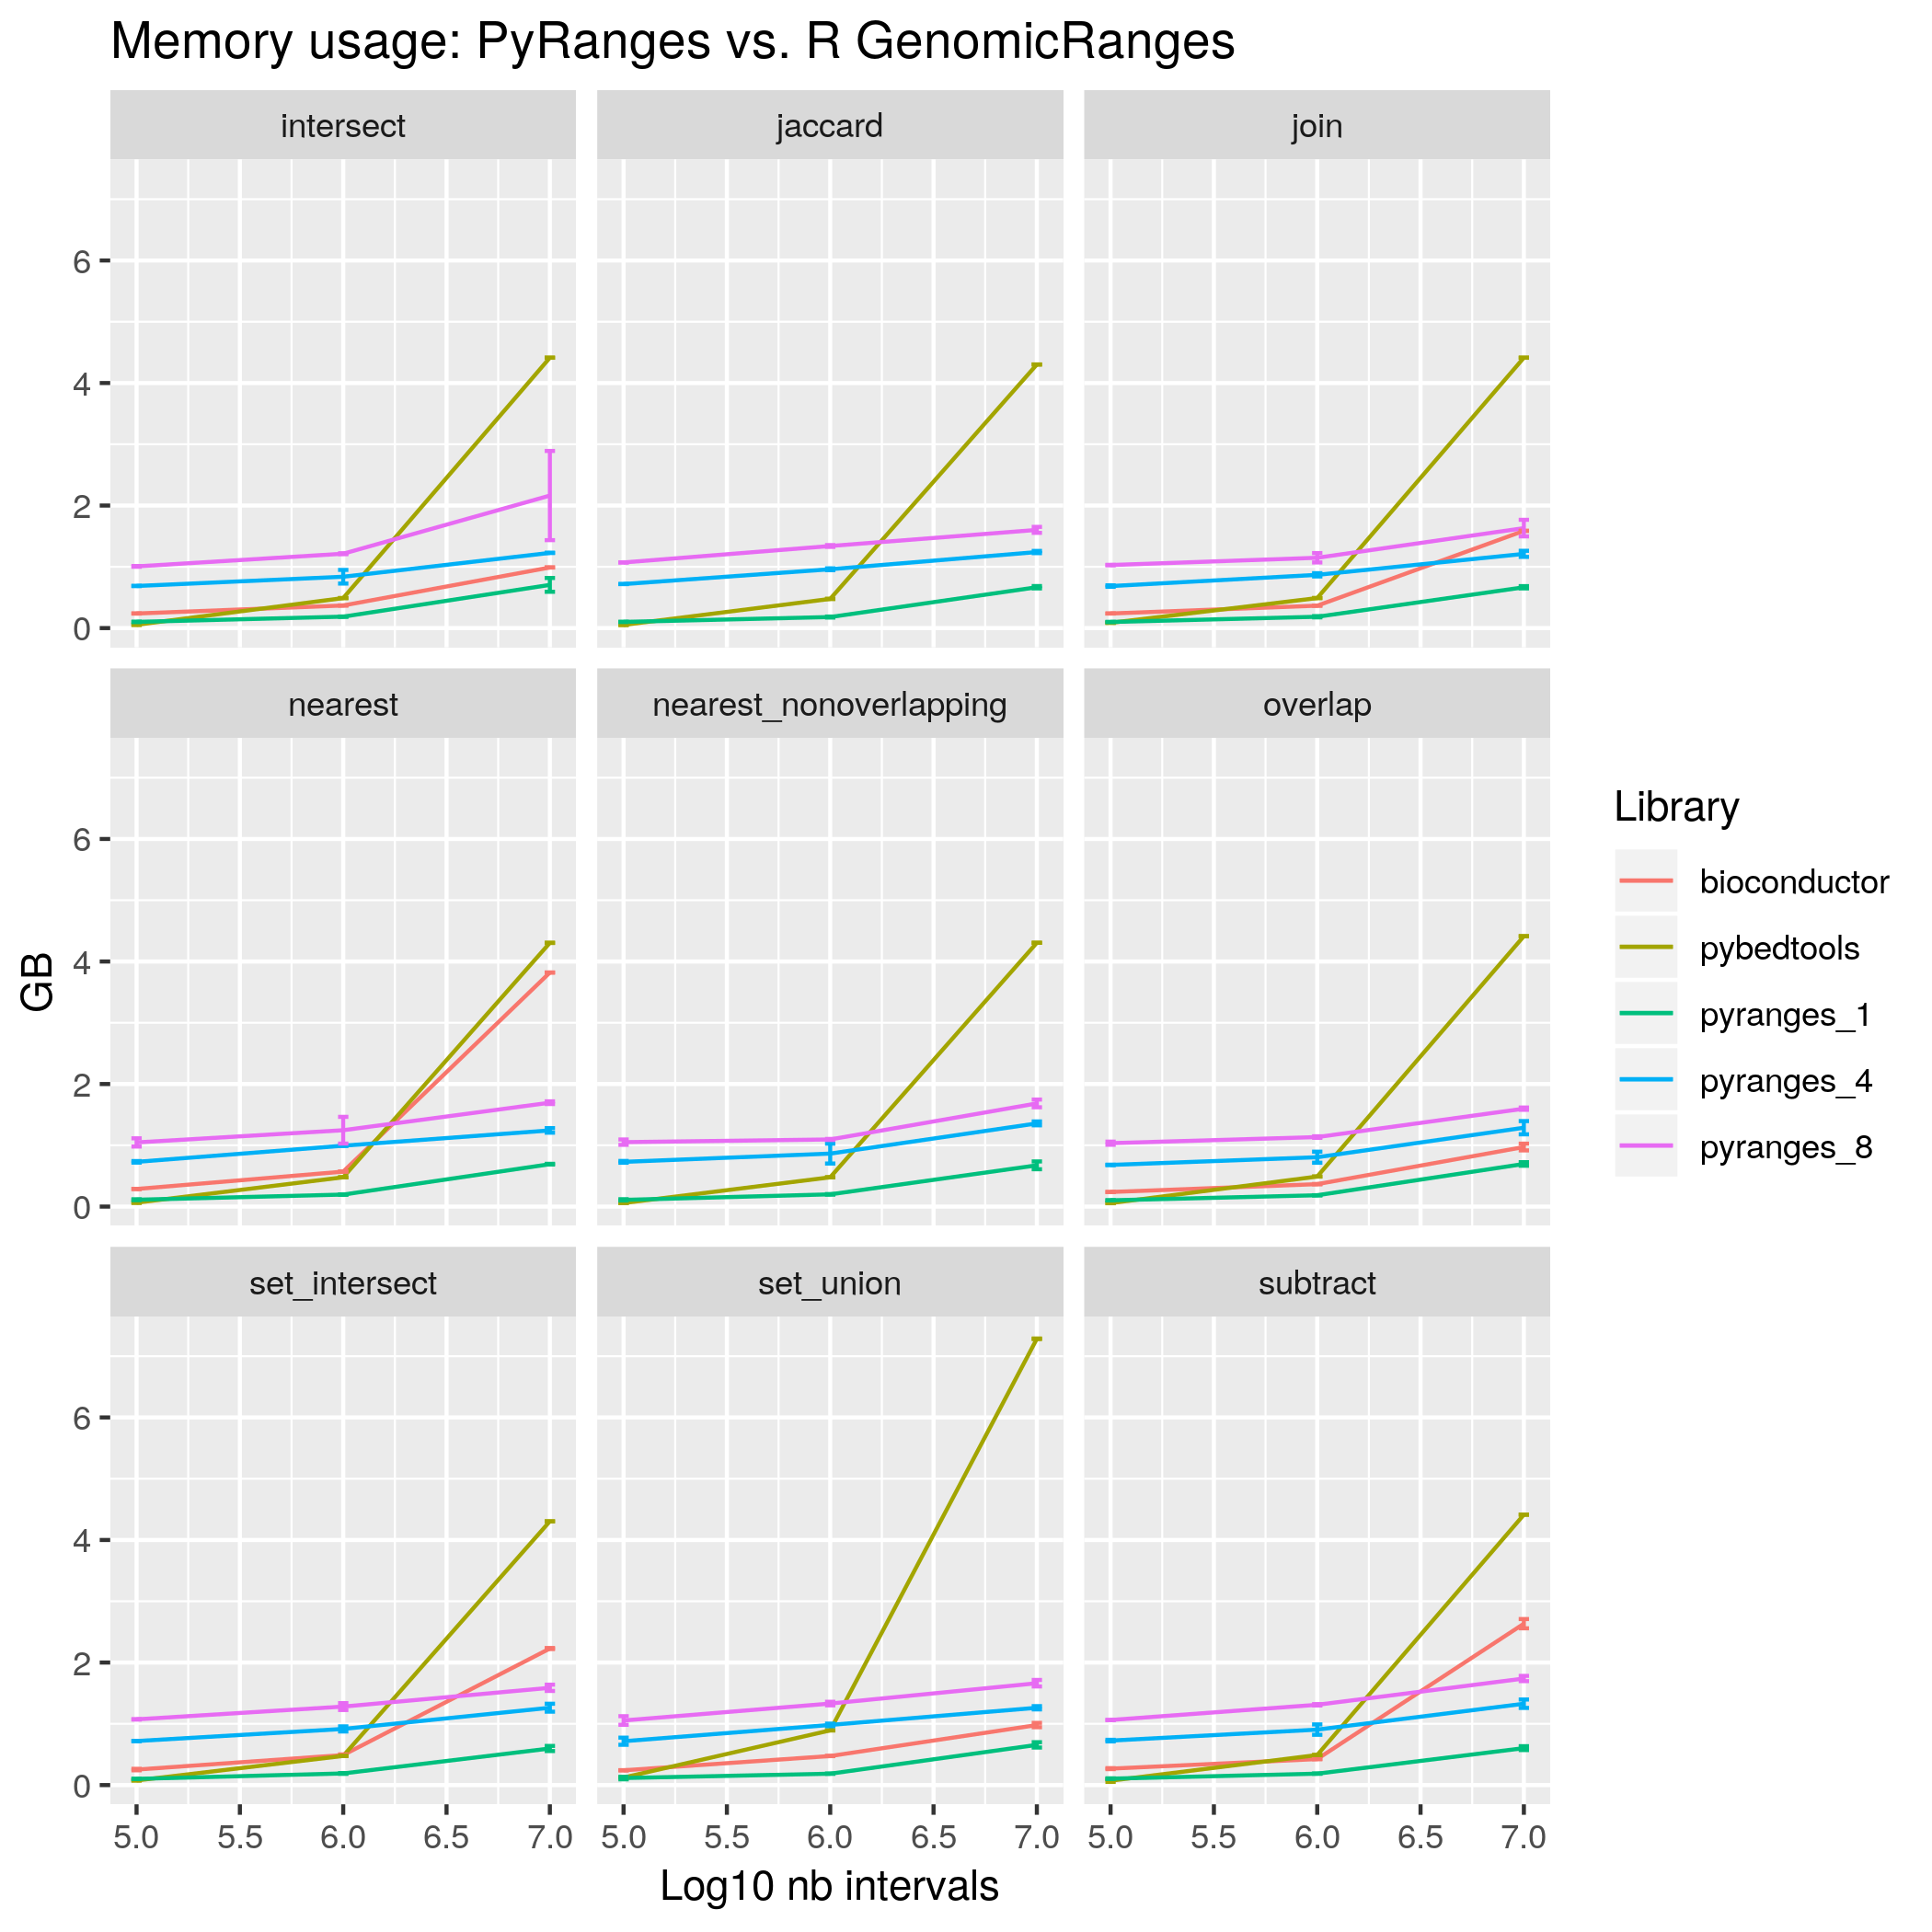 Memory usage: PyRanges vs. R GenomicRanges
intersect jaccard join
6
4
2
0
nearest nearest_nonoverlapping overlap
6
4
2
0
GB
set_intersect set_union subtract
6
4
2
0
5.0 5.5 6.0 6.5 7.0 5.0 5.5 6.0 6.5 7.0 5.0 5.5 6.0 6.5 7.0
Log10 nb intervals
Library
bioconductor
pybedtools
pyranges_1
pyranges_4
pyranges_8